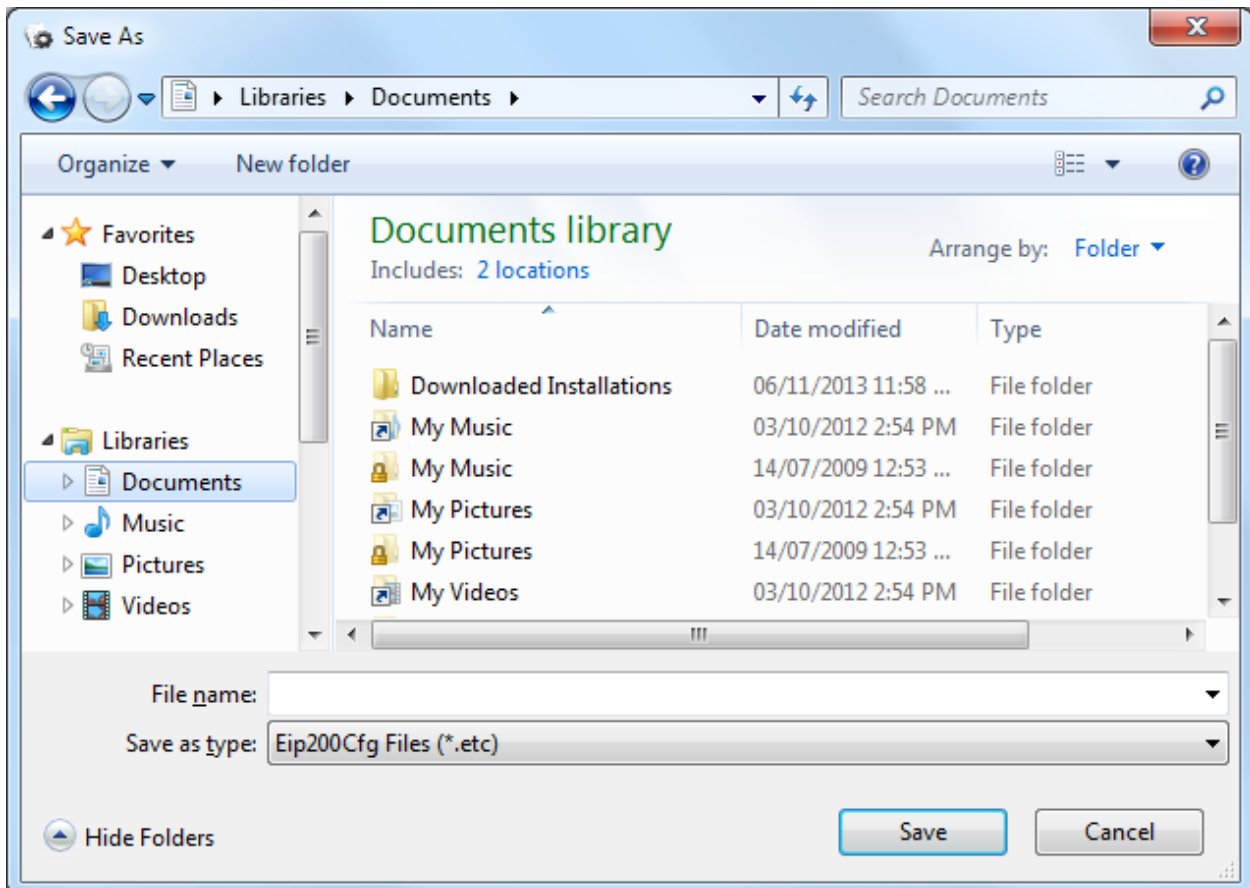 Save As
Libraries Documents Search Documents
Organize New folder
Favorites
Desktop
Downloads
Recent Places
Libraries
Documents
Music
Pictures
Videos
Documents library
Includes: 2 locations
Arrange by: Folder
Name Date modified Type
Downloaded Installations 06/11/2013 11:58 ... File folder
My Music 03/10/2012 2:54 PM File folder
My Music 14/07/2009 12:53 ... File folder
My Pictures 03/10/2012 2:54 PM File folder
My Pictures 14/07/2009 12:53 ... File folder
My Videos 03/10/2012 2:54 PM File folder
File name:
Save as type: Eip200Cfg Files (*.etc)
Hide Folders Save Cancel